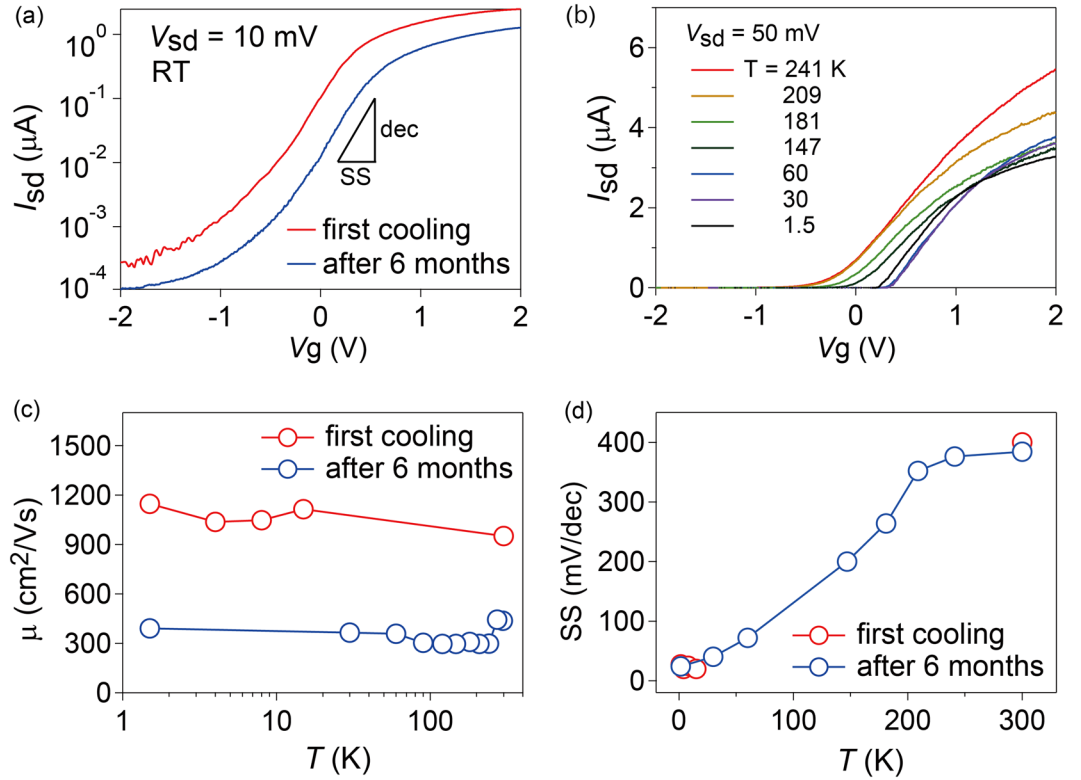 (a)
V_sd = 10 mV
RT
dec
SS
first cooling
after 6 months
10^0
10^-1
10^-2
10^-3
10^-4
I_sd (μA)
-2
-1
0
1
2
Vg (V)
(b)
V_sd = 50 mV
T = 241 K
209
181
147
60
30
1.5
6
4
2
0
I_sd (μA)
-2
-1
0
1
2
Vg (V)
(c)
first cooling
after 6 months
1500
1200
900
600
300
0
μ (cm²/Vs)
1
10
100
T (K)
(d)
400
300
200
100
0
SS (mV/dec)
first cooling
after 6 months
0
100
200
300
T (K)